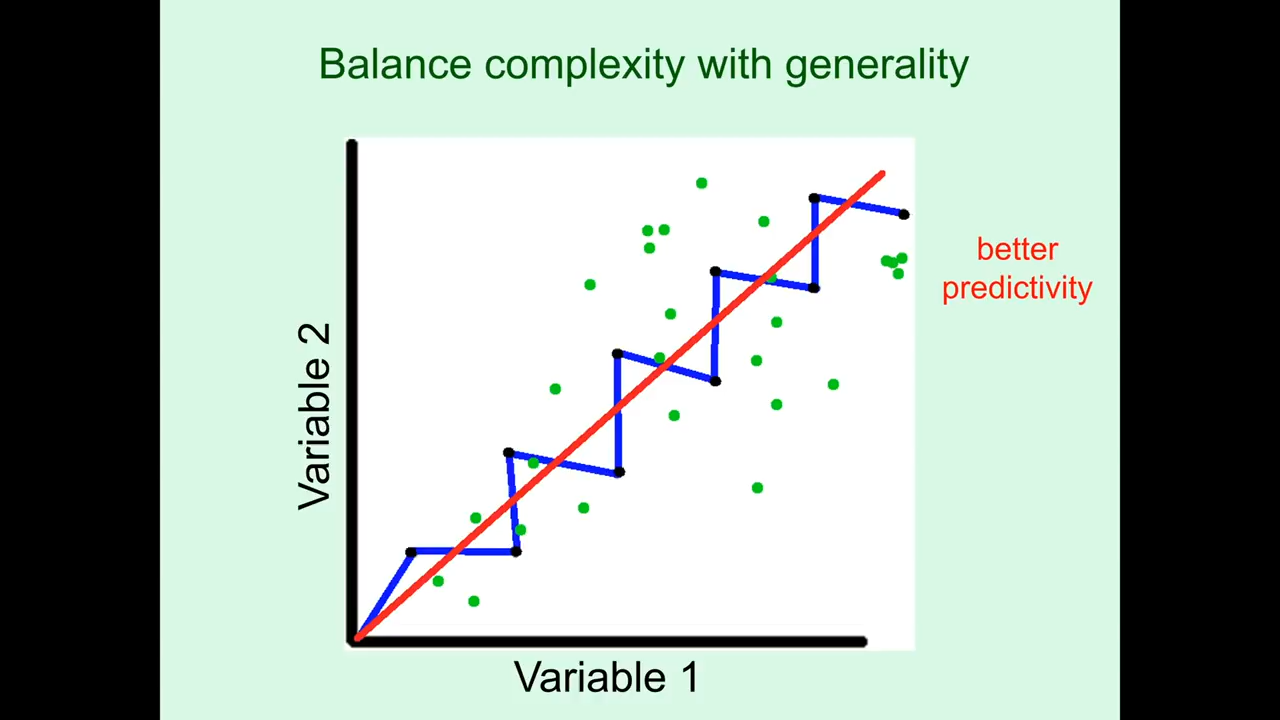 Balance complexity with generality
better
predictivity
Variable 2
Variable 1